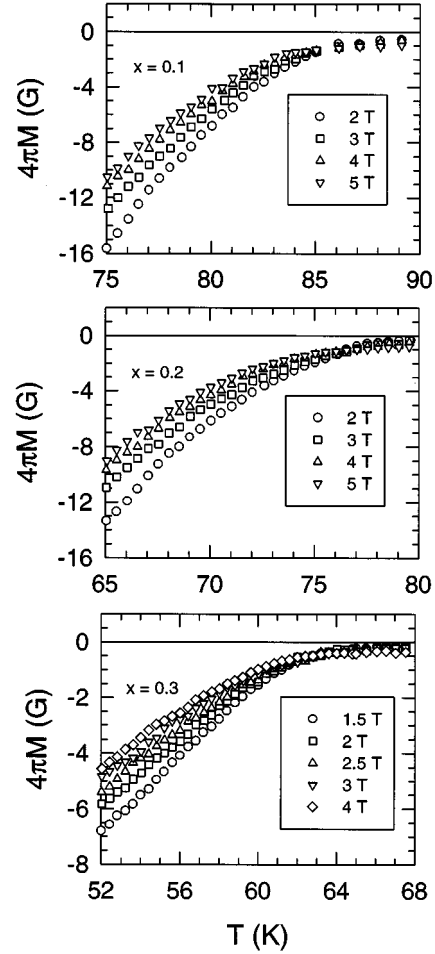 0
-4
-8
-12
-16
4πM (G)
x = 0.1
○ 2 T
□ 3 T
△ 4 T
▽ 5 T
75 80 85 90
0
-4
-8
-12
-16
4πM (G)
x = 0.2
○ 2 T
□ 3 T
△ 4 T
▽ 5 T
65 70 75 80
0
-2
-4
-6
-8
4πM (G)
x = 0.3
○ 1.5 T
□ 2 T
△ 2.5 T
▽ 3 T
◇ 4 T
52 56 60 64 68
T (K)